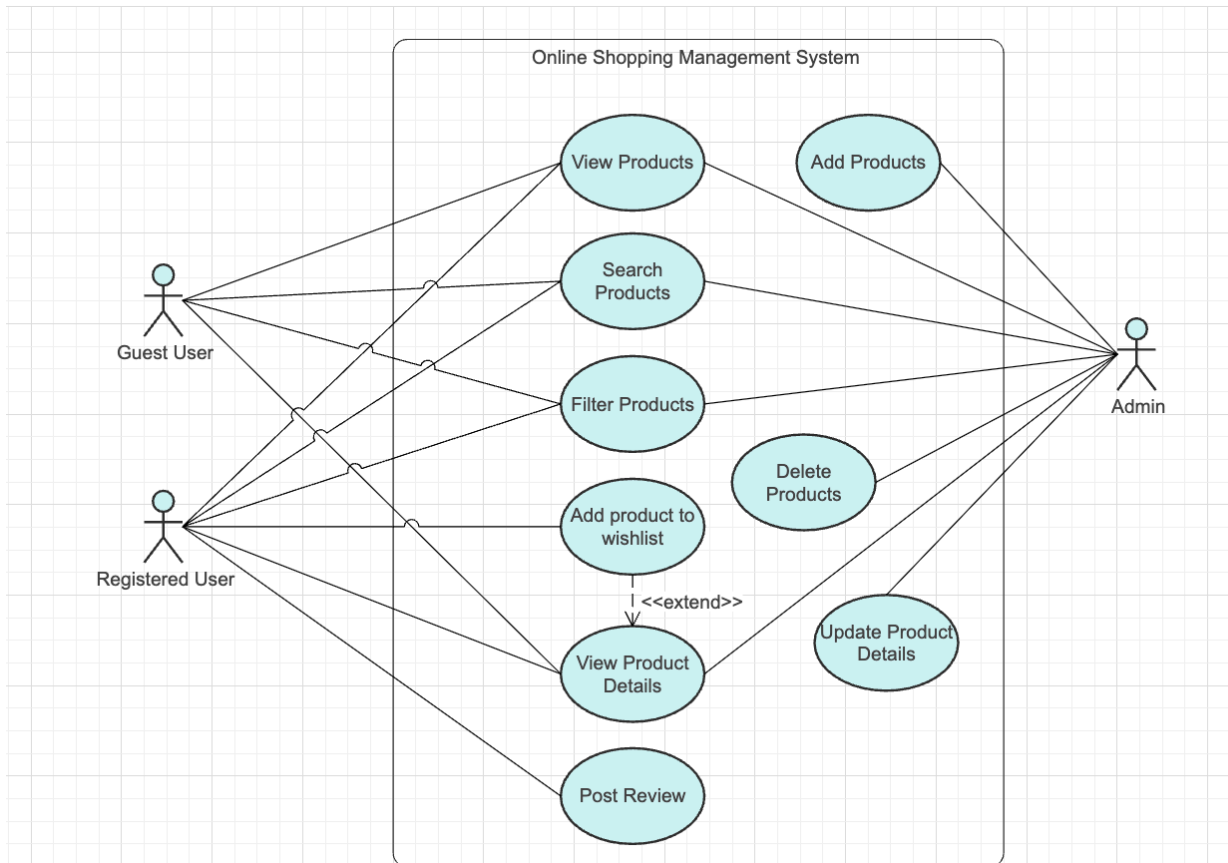 Online Shopping Management System
View Products
Add Products
Search
Products
Guest User
Filter Products
Admin
Delete
Products
Add product to
wishlist
Registered User
<<extend>>
View Product
Details
Update Product
Details
Post Review